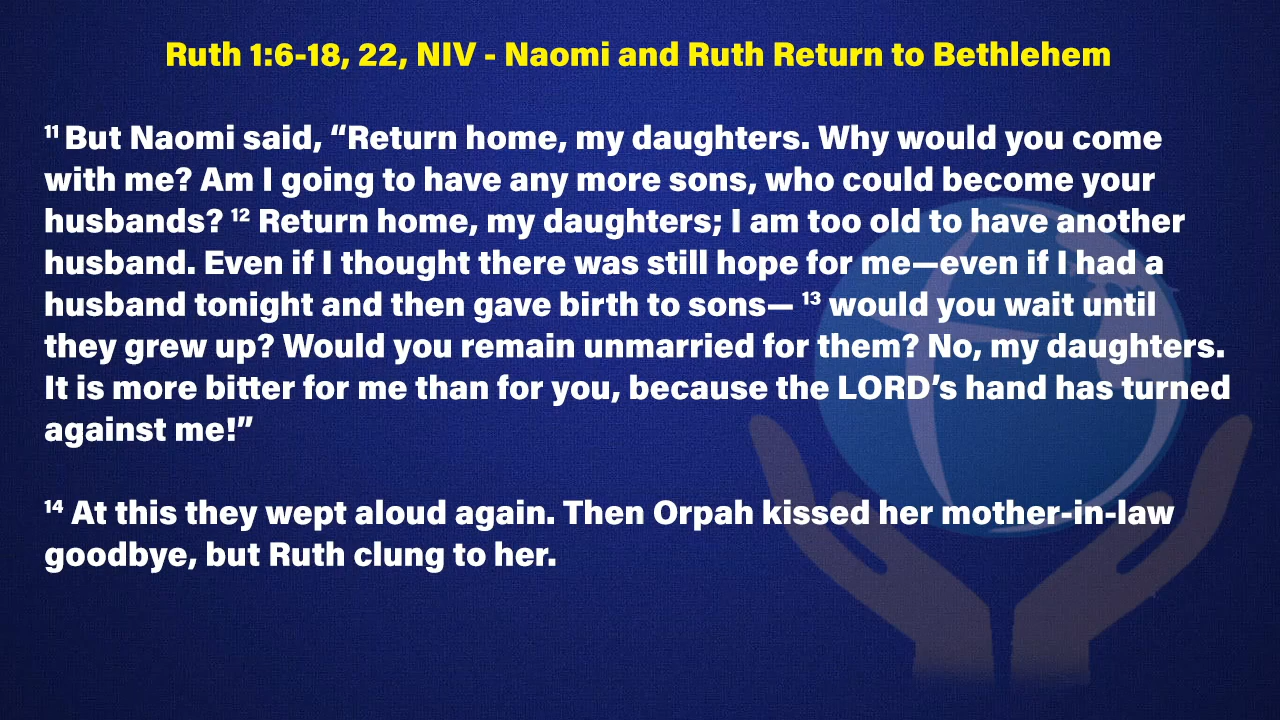 Ruth 1:6-18, 22, NIV - Naomi and Ruth Return to Bethlehem
¹¹ But Naomi said, “Return home, my daughters. Why would you come
with me? Am I going to have any more sons, who could become your
husbands? ¹² Return home, my daughters; I am too old to have another
husband. Even if I thought there was still hope for me—even if I had a
husband tonight and then gave birth to sons— ¹³ would you wait until
they grew up? Would you remain unmarried for them? No, my daughters.
It is more bitter for me than for you, because the LORD’s hand has turned
against me!”
¹⁴ At this they wept aloud again. Then Orpah kissed her mother-in-law
goodbye, but Ruth clung to her.